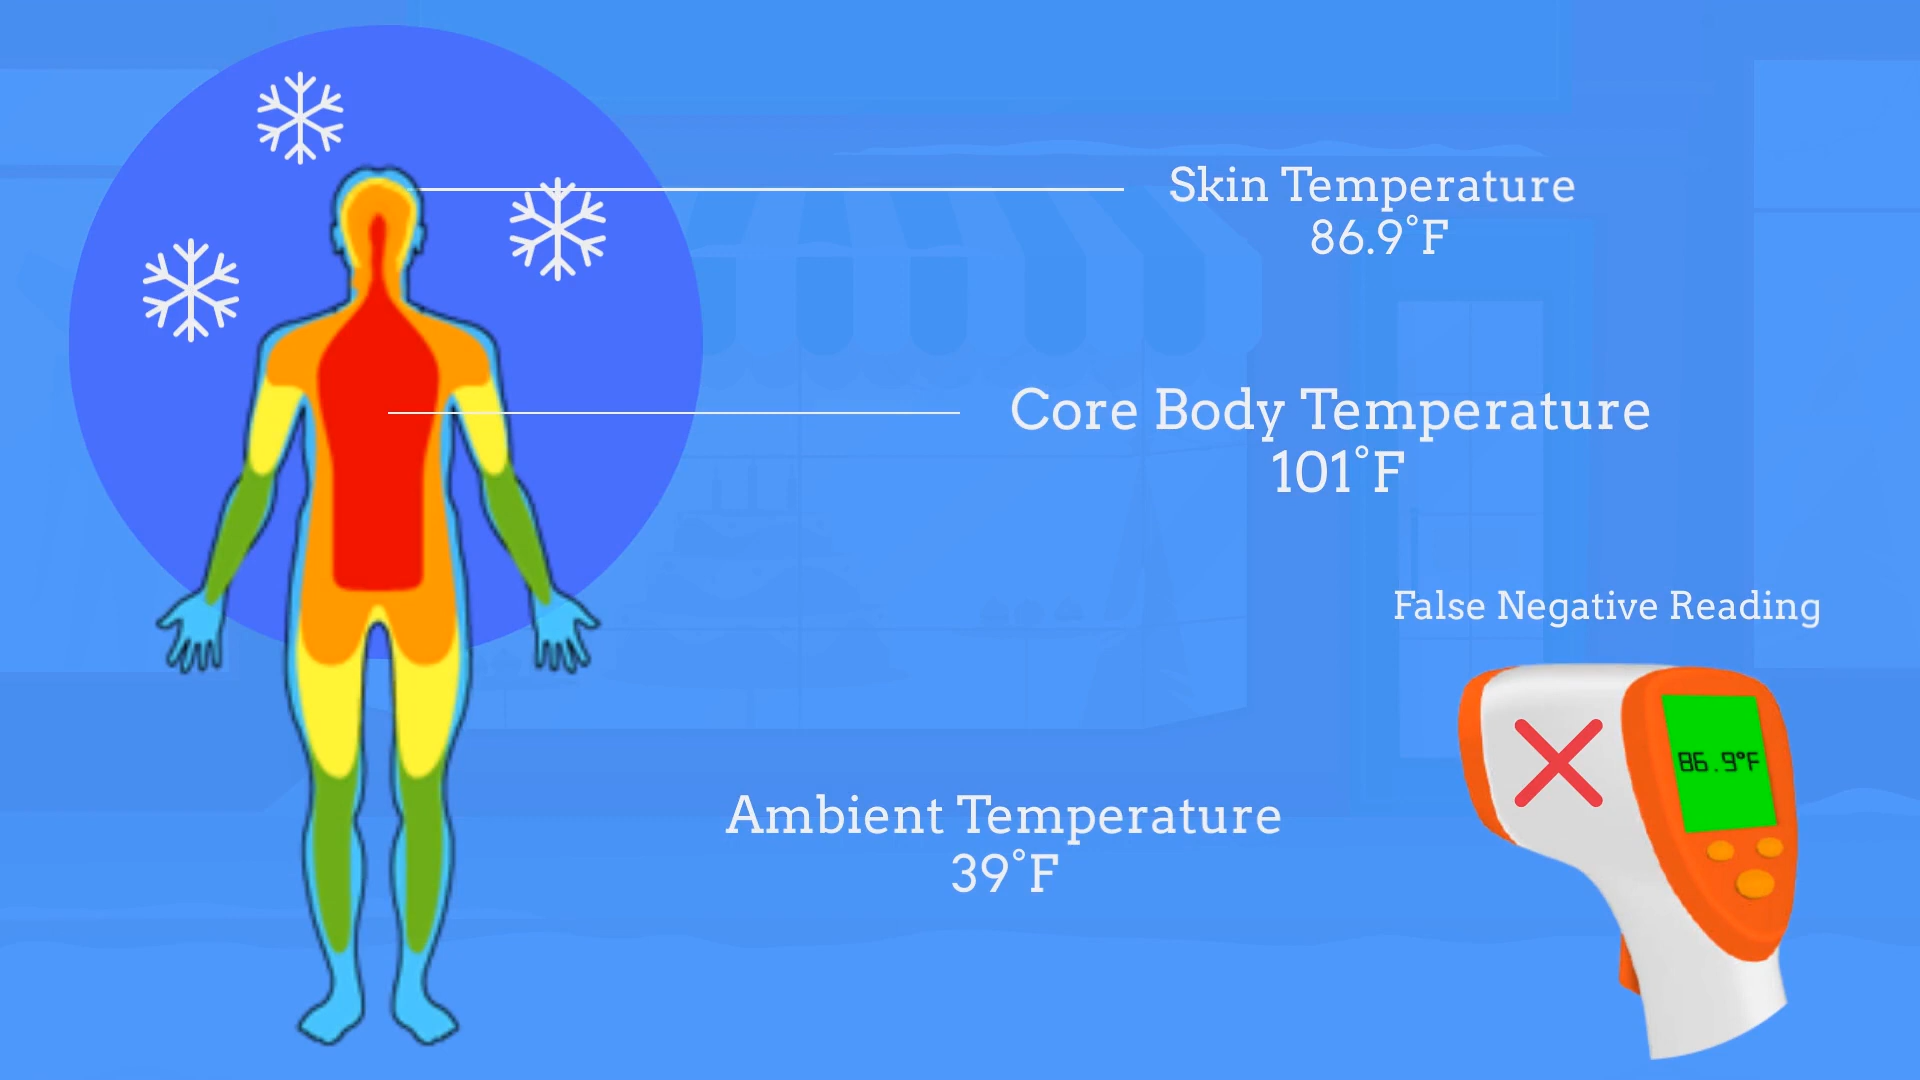 Skin Temperature
86.9°F
Core Body Temperature
101°F
False Negative Reading
86.9°F
Ambient Temperature
39°F